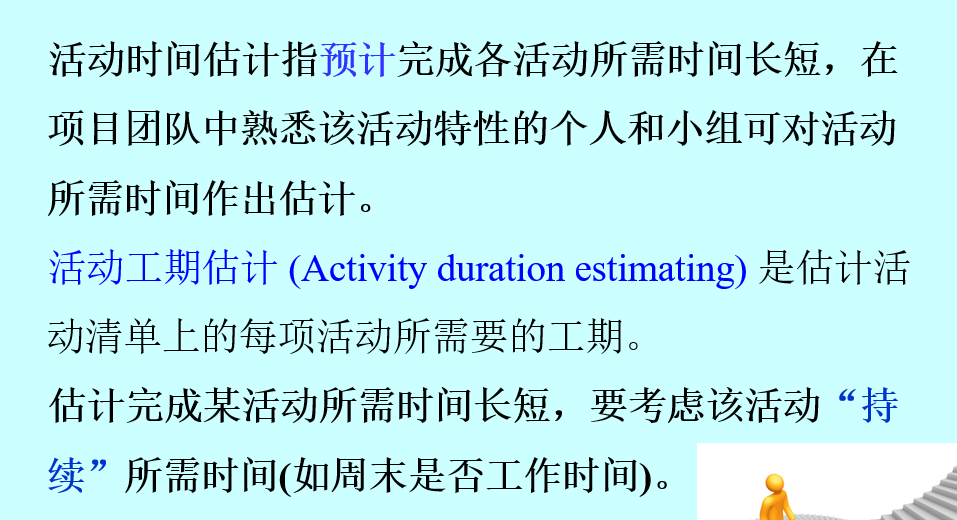 活动时间估计指预计完成各活动所需时间长短，在
项目团队中熟悉该活动特性的个人和小组可对活动
所需时间作出估计。
活动工期估计 (Activity duration estimating) 是估计活
动清单上的每项活动所需要的工期。
估计完成某活动所需时间长短，要考虑该活动“持
续”所需时间(如周末是否工作时间)。